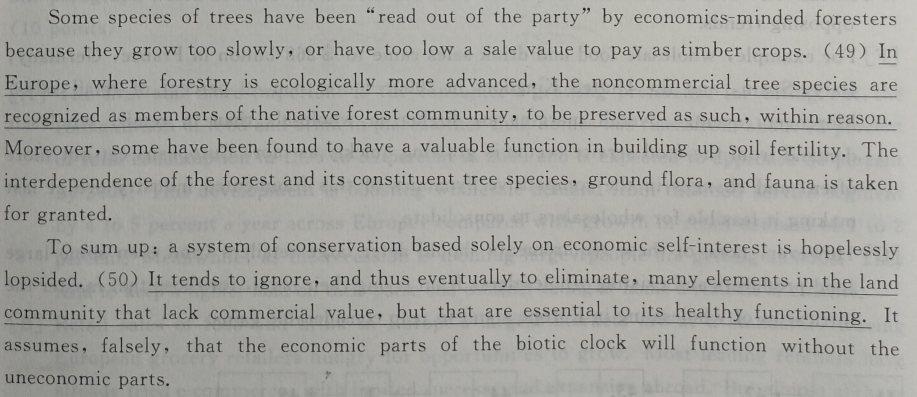 Some species of trees have been “read out of the party” by economics-minded foresters
because they grow too slowly, or have too low a sale value to pay as timber crops. (49) In
Europe, where forestry is ecologically more advanced, the noncommercial tree species are
recognized as members of the native forest community, to be preserved as such, within reason.
Moreover, some have been found to have a valuable function in building up soil fertility. The
interdependence of the forest and its constituent tree species, ground flora, and fauna is taken
for granted.
To sum up: a system of conservation based solely on economic self-interest is hopelessly
lopsided. (50) It tends to ignore, and thus eventually to eliminate, many elements in the land
community that lack commercial value, but that are essential to its healthy functioning. It
assumes, falsely, that the economic parts of the biotic clock will function without the
uneconomic parts.